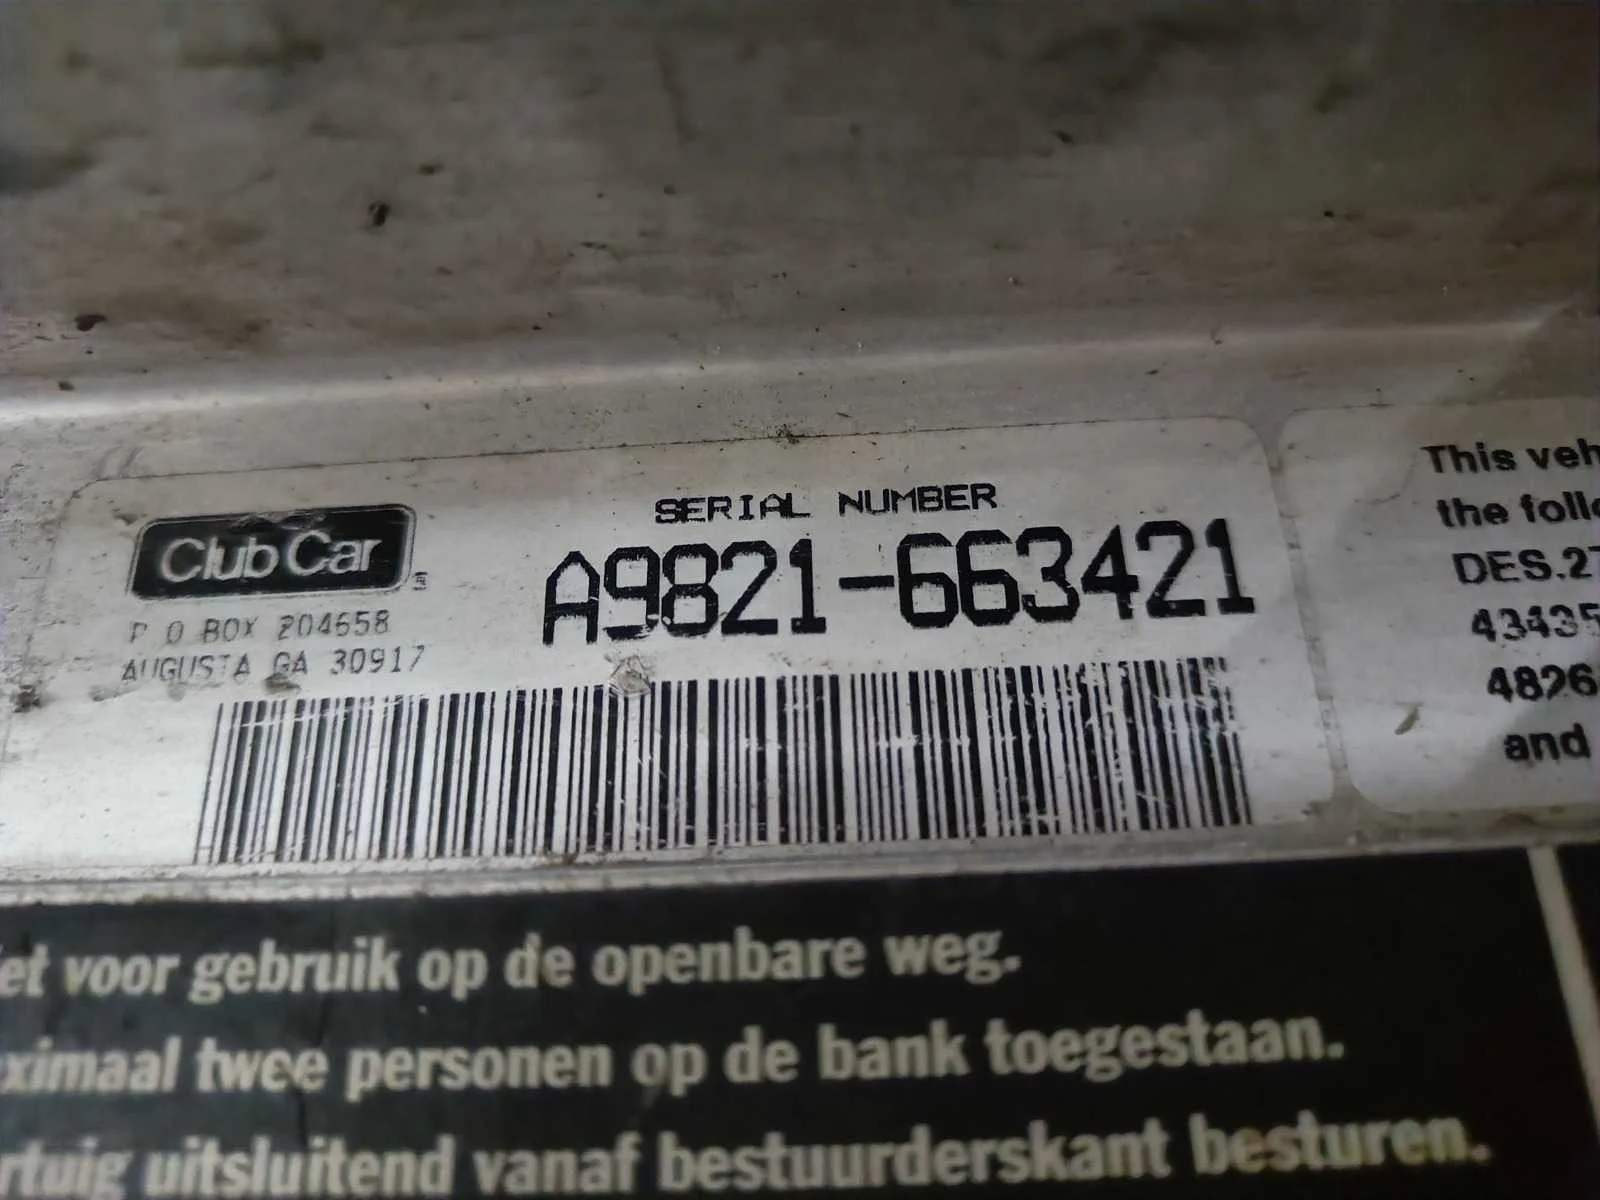 Club Car
P O BOX 204658
AUGUSTA GA 30917
SERIAL NUMBER
A9821-663421
This veh
the follo
DES.27
43435
4826
and
et voor gebruik op de openbare weg.
ximaal twee personen op de bank toegestaan.
rtuig uitsluitend vanaf bestuurderskant besturen.